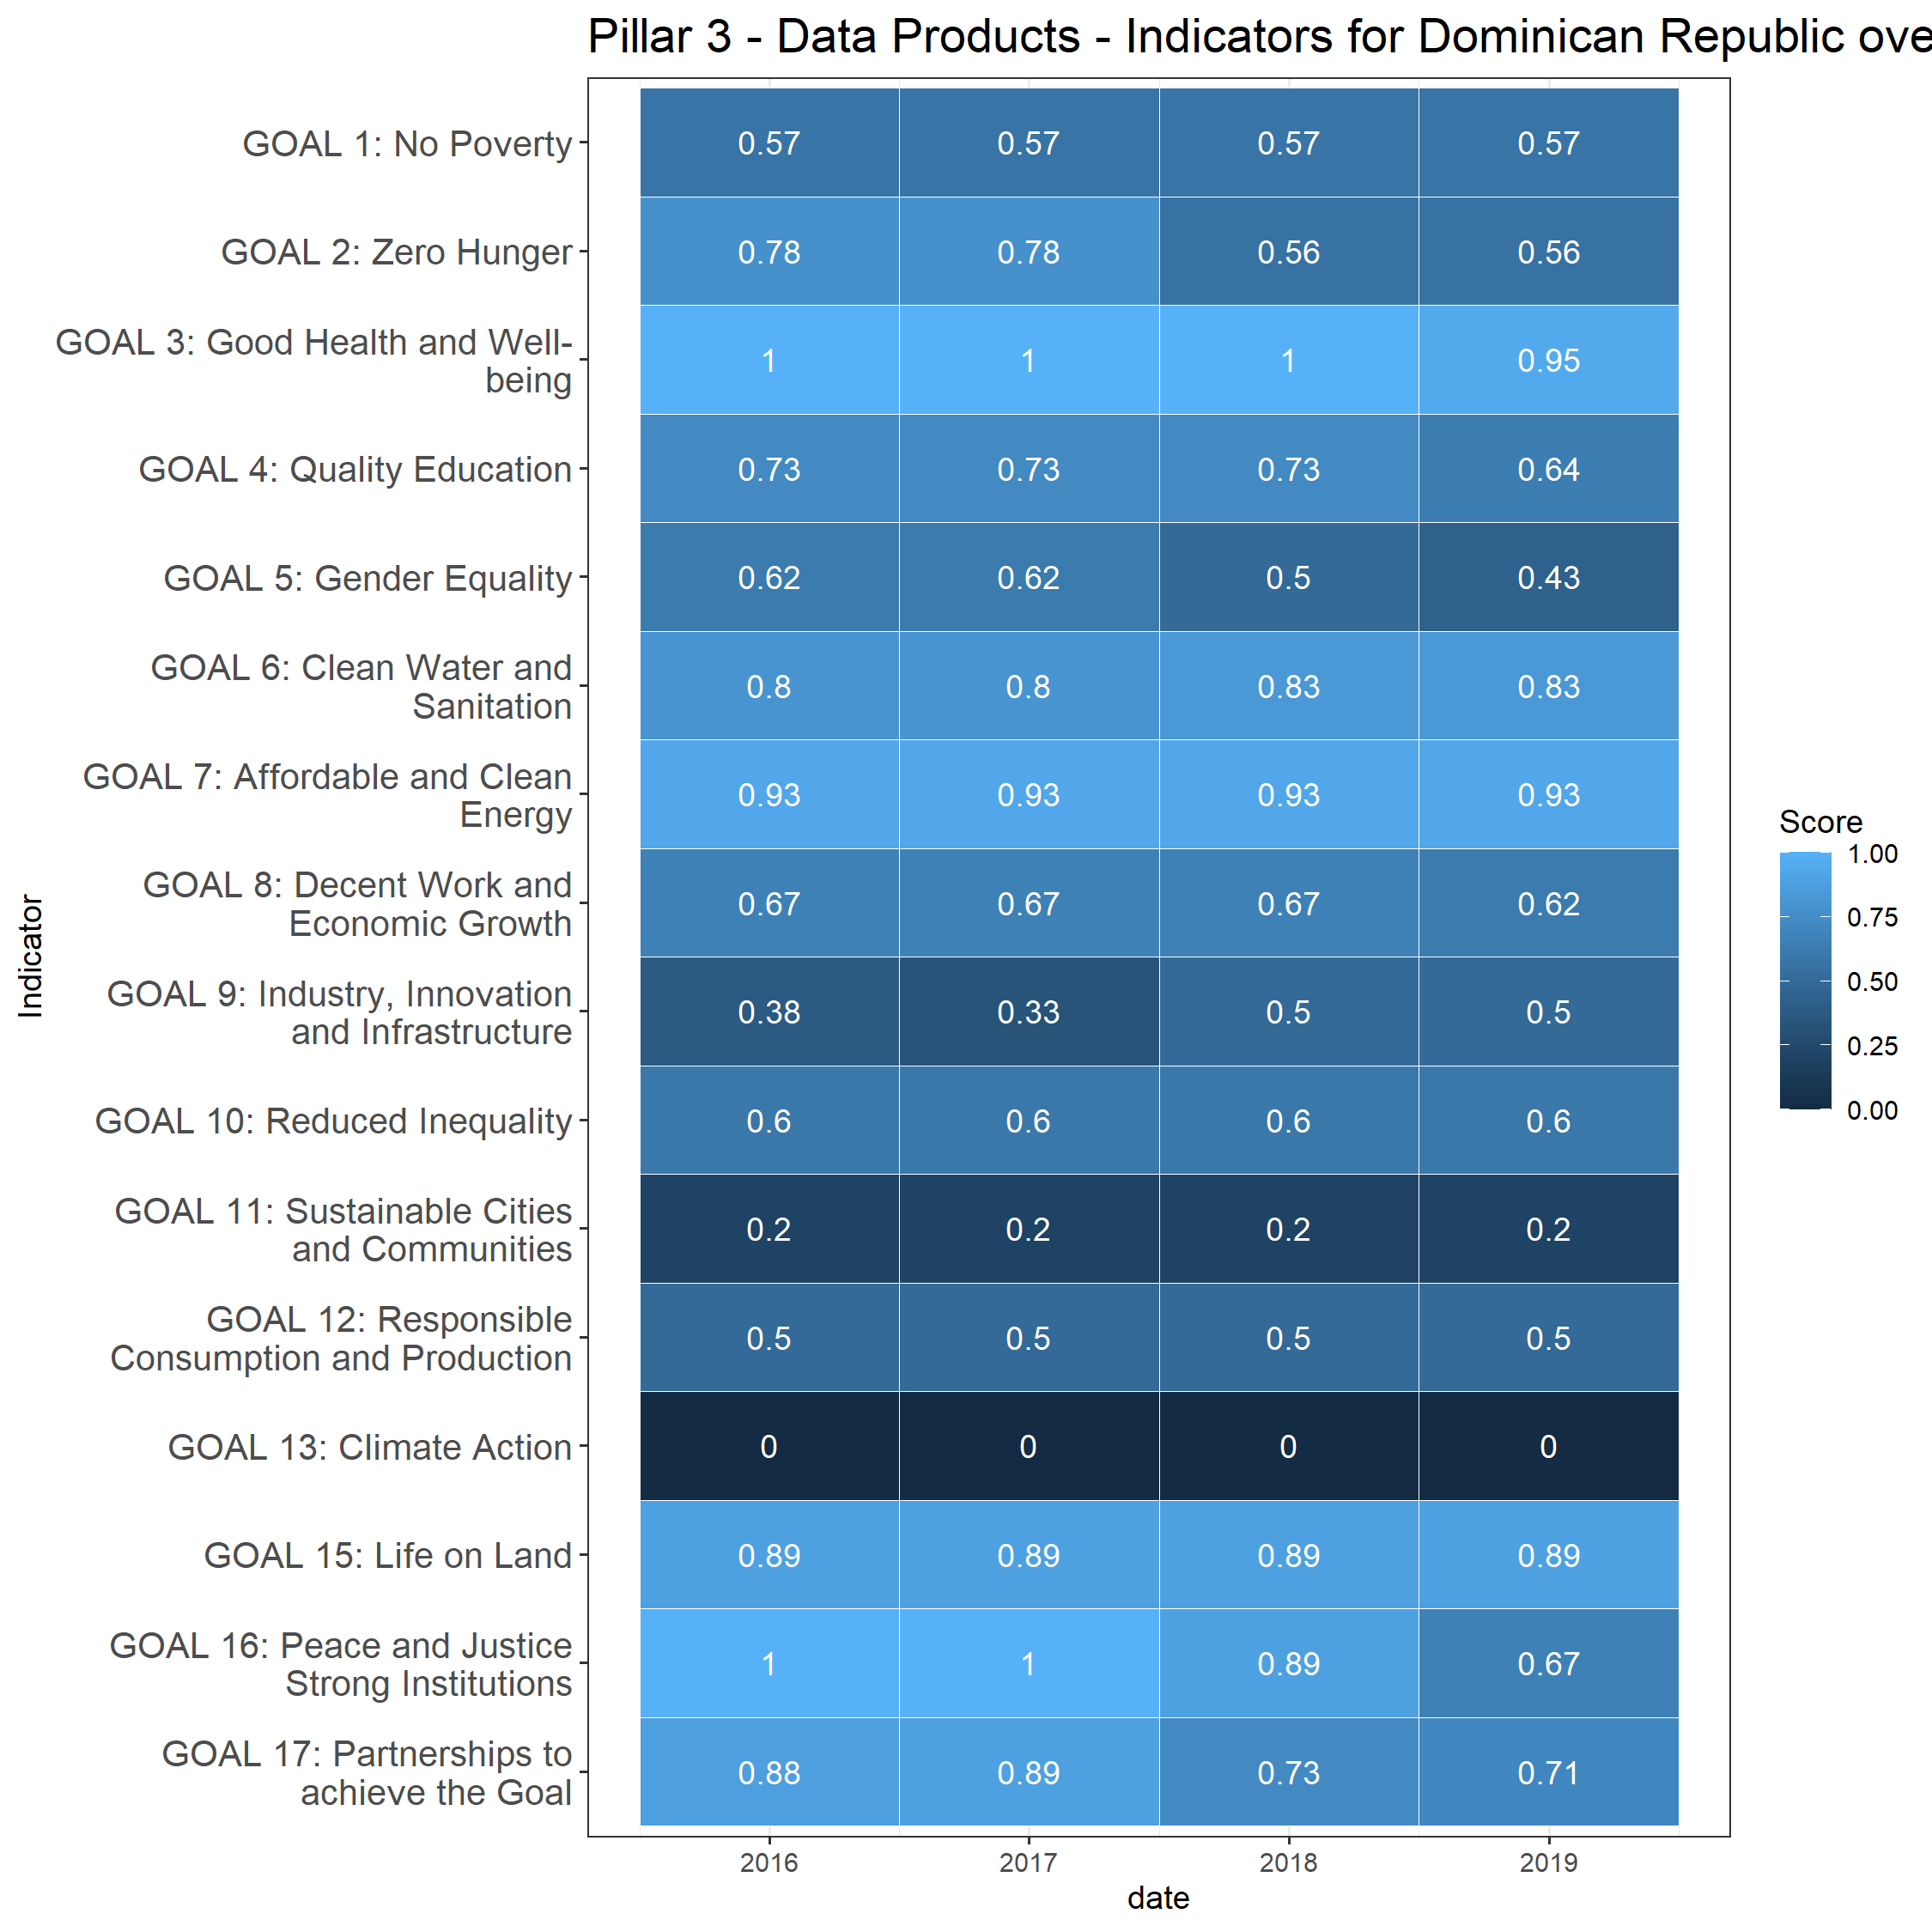 Pillar 3 - Data Products - Indicators for Dominican Republic ove
GOAL 1: No Poverty
0.57 0.57 0.57 0.57
GOAL 2: Zero Hunger
0.78 0.78 0.56 0.56
GOAL 3: Good Health and Well-
being
1 1 1 0.95
GOAL 4: Quality Education
0.73 0.73 0.73 0.64
GOAL 5: Gender Equality
0.62 0.62 0.5 0.43
GOAL 6: Clean Water and
Sanitation
0.8 0.8 0.83 0.83
GOAL 7: Affordable and Clean
Energy
0.93 0.93 0.93 0.93
GOAL 8: Decent Work and
Economic Growth
0.67 0.67 0.67 0.62
GOAL 9: Industry, Innovation
and Infrastructure
0.38 0.33 0.5 0.5
GOAL 10: Reduced Inequality
0.6 0.6 0.6 0.6
GOAL 11: Sustainable Cities
and Communities
0.2 0.2 0.2 0.2
GOAL 12: Responsible
Consumption and Production
0.5 0.5 0.5 0.5
GOAL 13: Climate Action
0 0 0 0
GOAL 15: Life on Land
0.89 0.89 0.89 0.89
GOAL 16: Peace and Justice
Strong Institutions
1 1 0.89 0.67
GOAL 17: Partnerships to
achieve the Goal
0.88 0.89 0.73 0.71
2016 2017 2018 2019
date
Indicator
Score
1.00
0.75
0.50
0.25
0.00